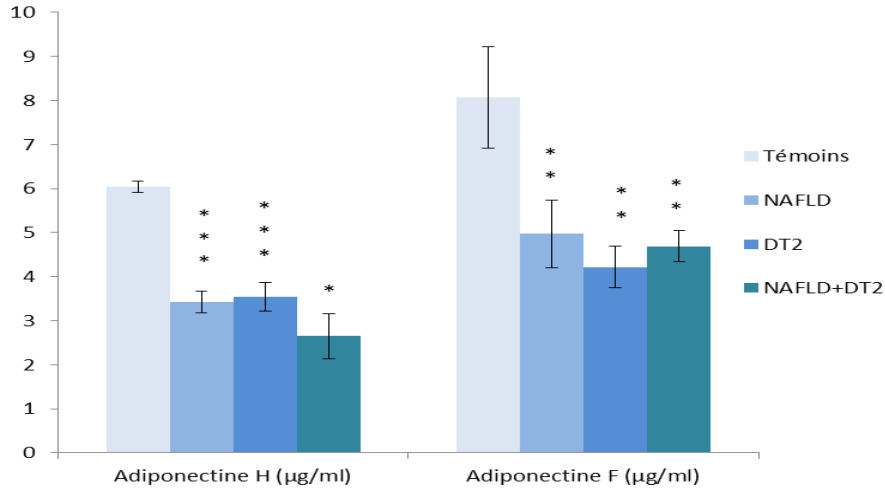 10
9
8
7
6
5
4
3
2
1
0
***
***
*
**
**
**
Adiponectine H (µg/ml)
Adiponectine F (µg/ml)
Témoins
NAFLD
DT2
NAFLD+DT2